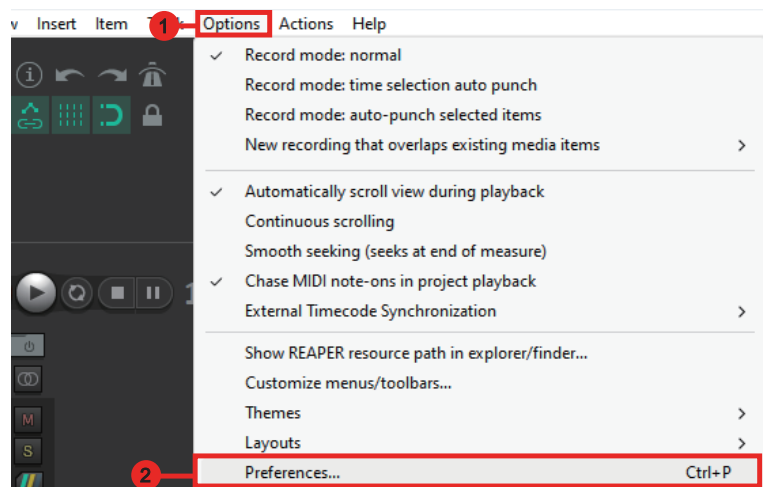 w Insert Item Track 1 Options Actions Help
Record mode: normal
Record mode: time selection auto punch
Record mode: auto-punch selected items
New recording that overlaps existing media items
Automatically scroll view during playback
Continuous scrolling
Smooth seeking (seeks at end of measure)
Chase MIDI note-ons in project playback
External Timecode Synchronization
Show REAPER resource path in explorer/finder...
Customize menus/toolbars...
Themes
Layouts
M
S
2 Preferences... Ctrl+P